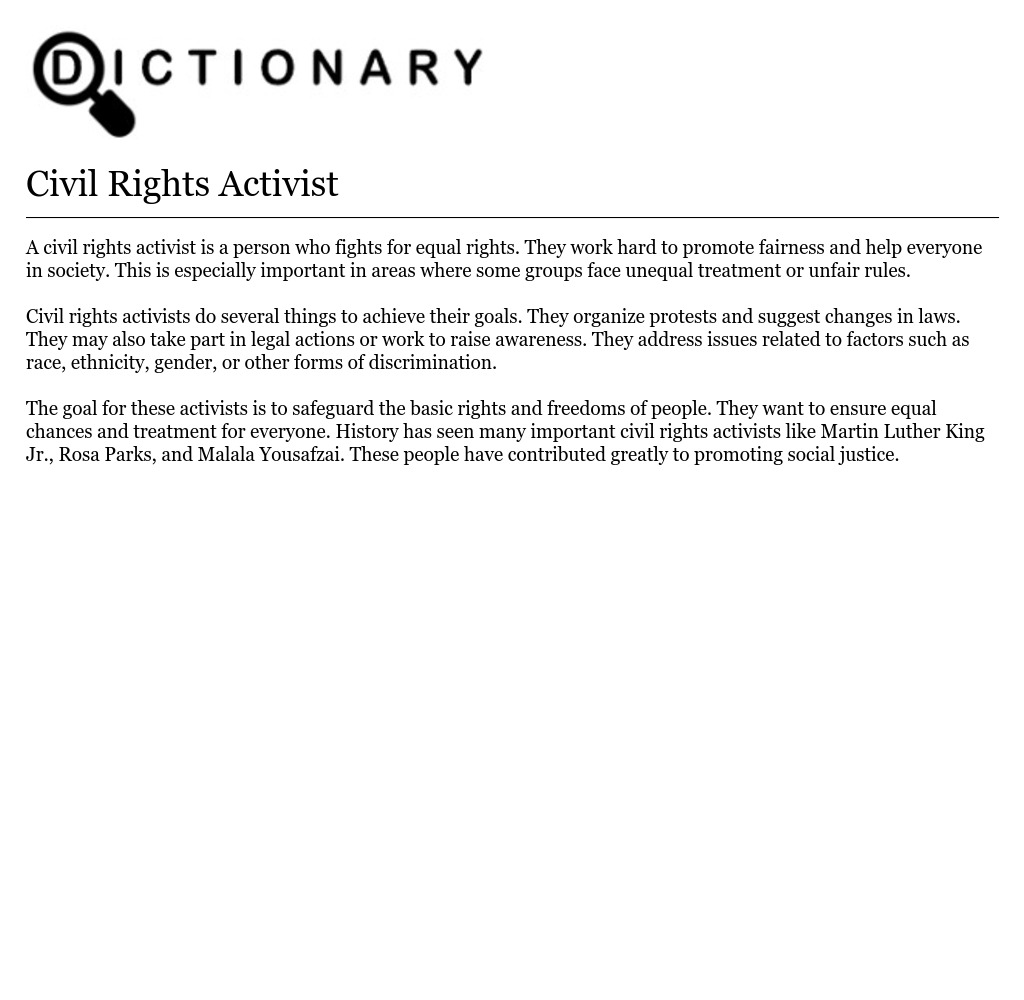 DICTIONARY
Civil Rights Activist
A civil rights activist is a person who fights for equal rights. They work hard to promote fairness and help everyone
in society. This is especially important in areas where some groups face unequal treatment or unfair rules.
Civil rights activists do several things to achieve their goals. They organize protests and suggest changes in laws.
They may also take part in legal actions or work to raise awareness. They address issues related to factors such as
race, ethnicity, gender, or other forms of discrimination.
The goal for these activists is to safeguard the basic rights and freedoms of people. They want to ensure equal
chances and treatment for everyone. History has seen many important civil rights activists like Martin Luther King
Jr., Rosa Parks, and Malala Yousafzai. These people have contributed greatly to promoting social justice.